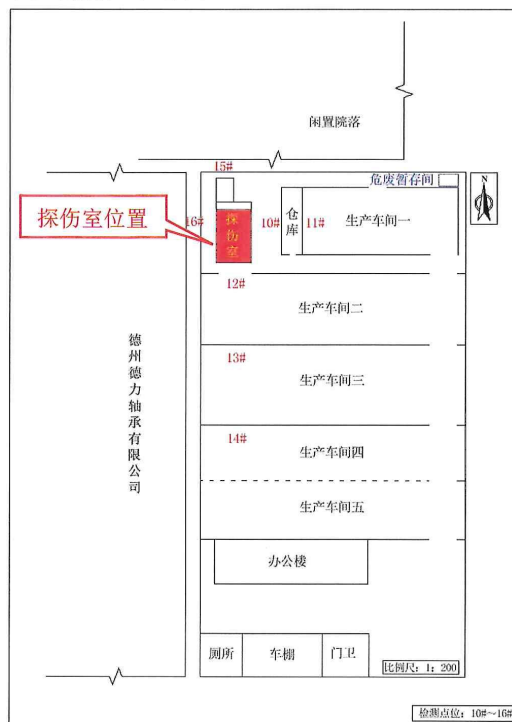 闲置院落
15#
危废暂存间
N
探伤室位置
16#
探伤室
10#
仓库
11#
生产车间一
12#
生产车间二
德州德力轴承有限公司
13#
生产车间三
14#
生产车间四
生产车间五
办公楼
厕所
车棚
门卫
比例尺：1：200
检测点位：10#～16#